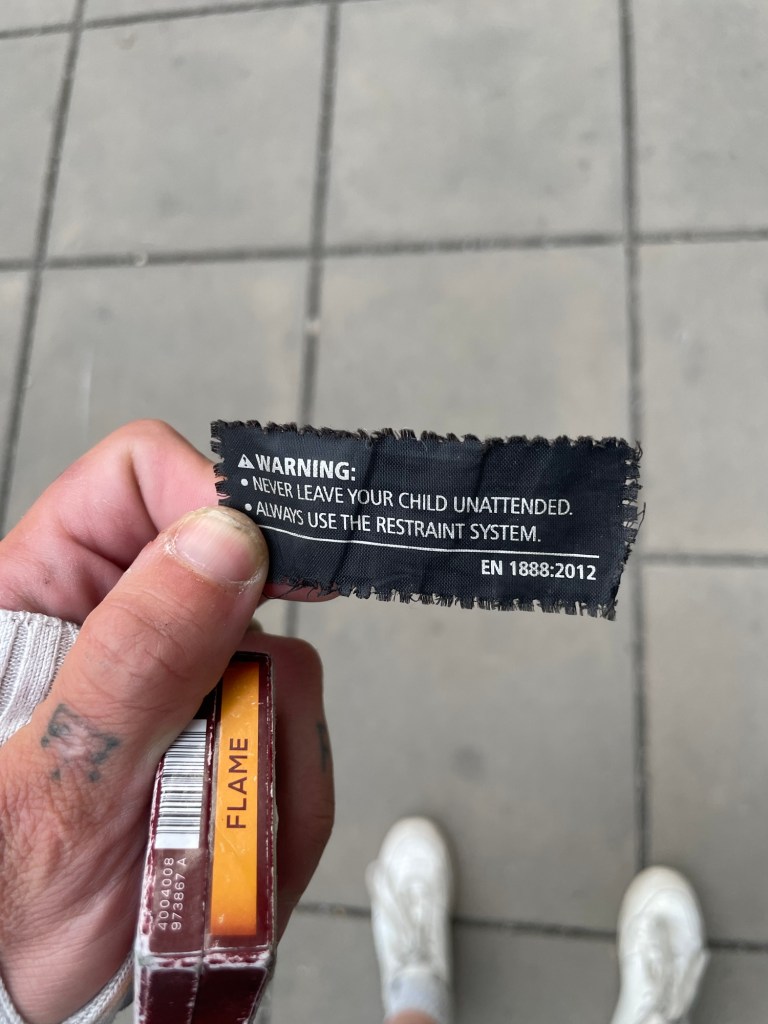 ⚠ WARNING:
• NEVER LEAVE YOUR CHILD UNATTENDED.
• ALWAYS USE THE RESTRAINT SYSTEM.
EN 1888:2012
FLAME
4004008
973867 A